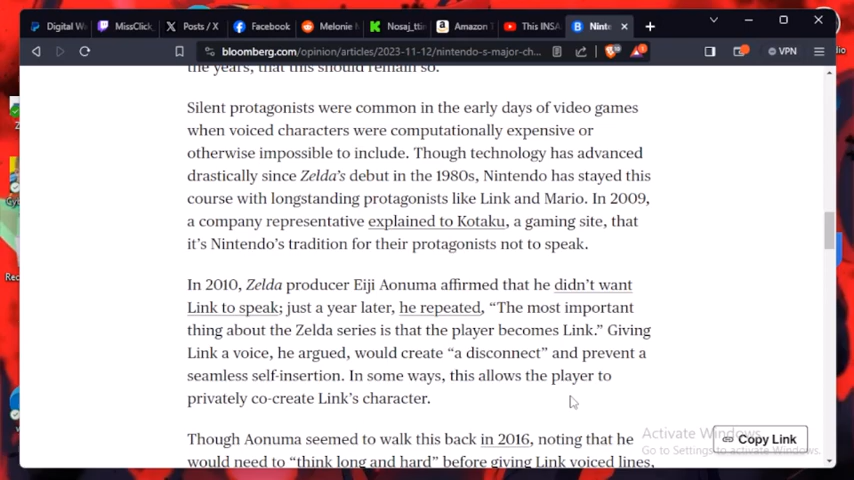 Digital Wa
MissClick,
Posts / X
Facebook
Melonie M
Nosaj_ttin
Amazon T
This INSA
Ninte
bloomberg.com/opinion/articles/2023-11-12/nintendo-s-major-ch...
VPN
the years, that this should remain so.
Silent protagonists were common in the early days of video games
when voiced characters were computationally expensive or
otherwise impossible to include. Though technology has advanced
drastically since Zelda's debut in the 1980s, Nintendo has stayed this
course with longstanding protagonists like Link and Mario. In 2009,
a company representative explained to Kotaku, a gaming site, that
it's Nintendo's tradition for their protagonists not to speak.
In 2010, Zelda producer Eiji Aonuma affirmed that he didn't want
Link to speak; just a year later, he repeated, “The most important
thing about the Zelda series is that the player becomes Link.” Giving
Link a voice, he argued, would create “a disconnect” and prevent a
seamless self-insertion. In some ways, this allows the player to
privately co-create Link's character.
Though Aonuma seemed to walk this back in 2016, noting that he
would need to “think long and hard” before giving Link voiced lines,
Activate Windows
Go to Settings to activate Windows.
Copy Link